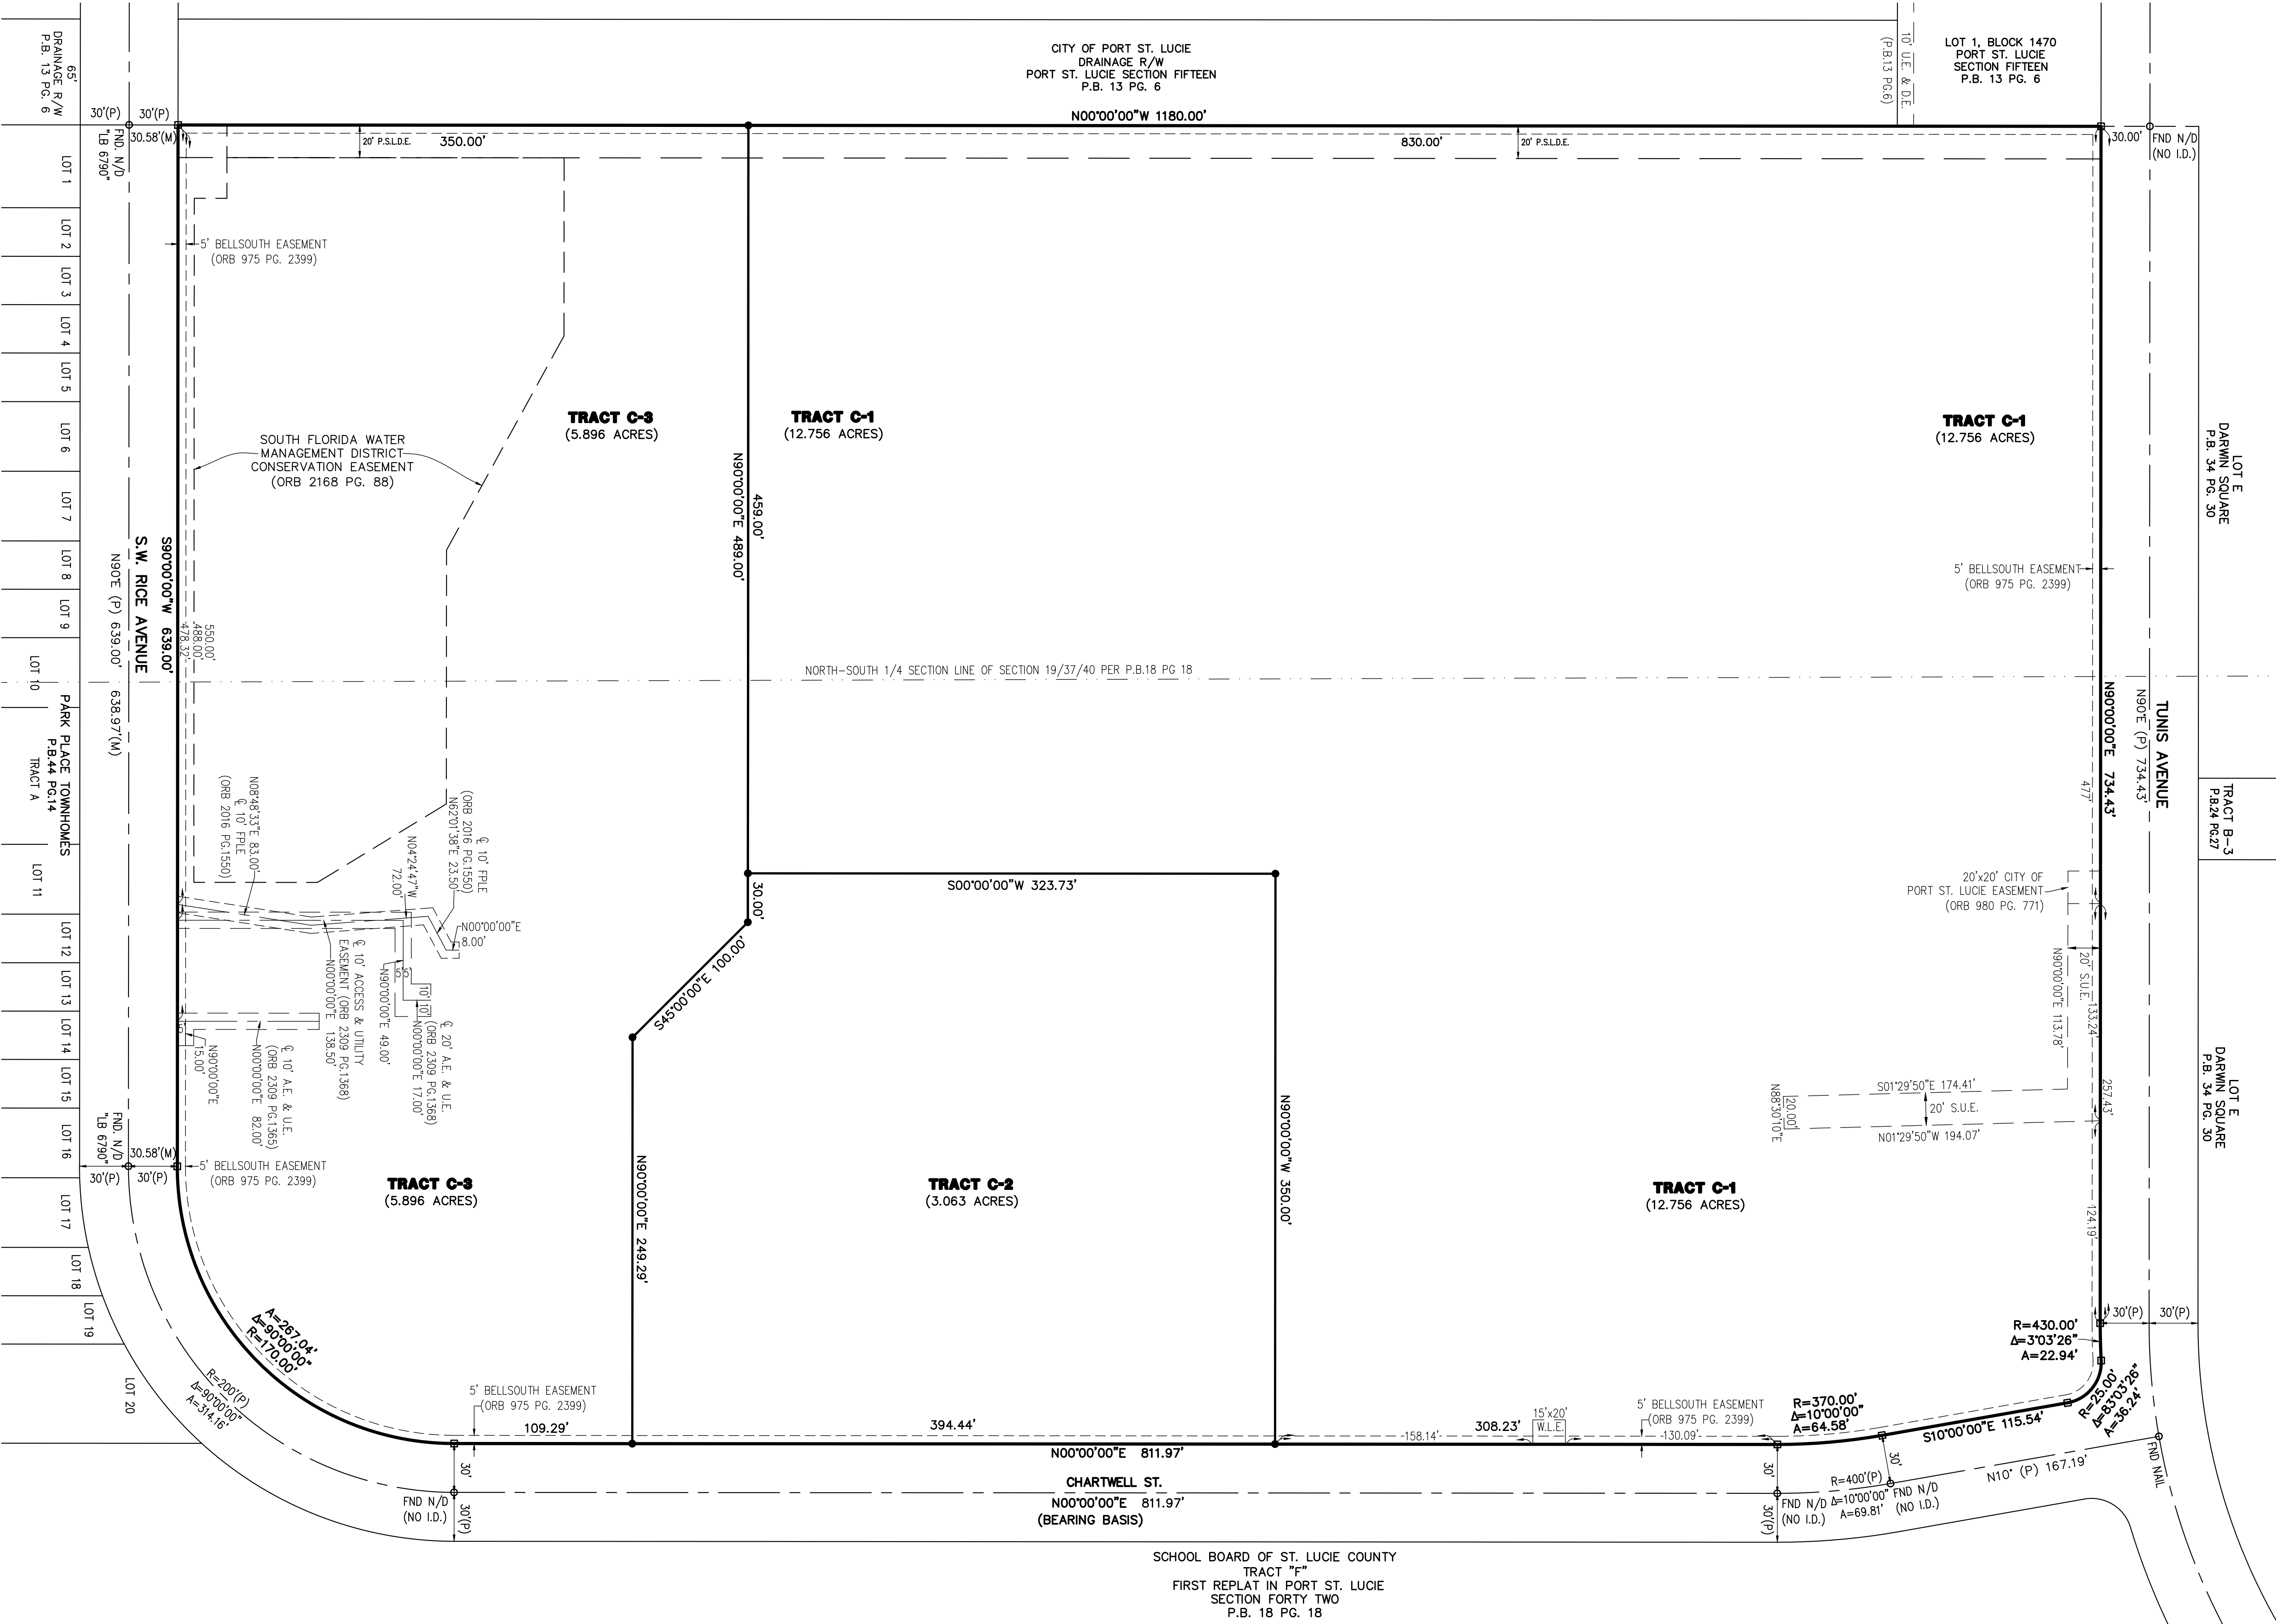 65'
DRAINAGE R/W
P.B. 13 PG. 6
CITY OF PORT ST. LUCIE
DRAINAGE R/W
PORT ST. LUCIE SECTION FIFTEEN
P.B. 13 PG. 6
10' U.E. & D.E.
(P.B.13 PG.6)
LOT 1, BLOCK 1470
PORT ST. LUCIE
SECTION FIFTEEN
P.B. 13 PG. 6
30'(P)
30'(P)
30.58'(M)
FND. N/D
"LB 6790"
N00°00'00"W 1180.00'
20' P.S.L.D.E.
350.00'
830.00'
20' P.S.L.D.E.
30.00'
FND N/D
(NO I.D.)
LOT 1
LOT 2
LOT 3
LOT 4
LOT 5
LOT 6
LOT 7
LOT 8
LOT 9
LOT 10
PARK PLACE TOWNHOMES
P.B.44 PG.14
TRACT A
LOT 11
LOT 12
LOT 13
LOT 14
LOT 15
LOT 16
LOT 17
LOT 18
LOT 19
LOT 20
5' BELLSOUTH EASEMENT
(ORB 975 PG. 2399)
TRACT C-3
(5.896 ACRES)
TRACT C-1
(12.756 ACRES)
TRACT C-1
(12.756 ACRES)
SOUTH FLORIDA WATER
MANAGEMENT DISTRICT
CONSERVATION EASEMENT
(ORB 2168 PG. 88)
LOT E
DARWIN SQUARE
P.B. 34 PG. 30
459.00'
N90°00'00"E 489.00'
5' BELLSOUTH EASEMENT
(ORB 975 PG. 2399)
S90°00'00"W 639.00'
S.W. RICE AVENUE
N90°E (P) 639.00'
638.97'(M)
550.00'
488.00'
478.32'
NORTH-SOUTH 1/4 SECTION LINE OF SECTION 19/37/40 PER P.B.18 PG 18
TUNIS AVENUE
N90°E (P) 734.43'
N90°00'00"E 734.43'
477'
TRACT B-3
P.B.24 PG.27
N08°48'33"E 83.00'
℄ 10' FPLE
(ORB 2016 PG.1550)
℄ 10' FPLE
(ORB 2016 PG.1550)
N62°01'38"E 23.50'
N04°24'47"W
72.00'
N00°00'00"E
8.00'
30.00'
S00°00'00"W 323.73'
S45°00'00"E 100.00'
20'x20' CITY OF
PORT ST. LUCIE EASEMENT
(ORB 980 PG. 771)
20' S.U.E.
N90°00'00"E 113.78'
133.24'
257.43'
℄ 10' ACCESS & UTILITY
EASEMENT (ORB 2309 PG.1368)
N00°00'00"E 138.50'
N90°00'00"E 49.00'
5'
5'
10'
10'
℄ 20' A.E. & U.E.
(ORB 2309 PG.1368)
N00°00'00"E 17.00'
5'
N90°00'00"E
15.00'
℄ 10' A.E. & U.E.
(ORB 2309 PG.1365)
N00°00'00"E 82.00'
S01°29'50"E 174.41'
20' S.U.E.
N01°29'50"W 194.07'
20.00'
N88°30'10"E
LOT E
DARWIN SQUARE
P.B. 34 PG. 30
FND. N/D
"LB 6790"
30.58'(M)
30'(P)
30'(P)
5' BELLSOUTH EASEMENT
(ORB 975 PG. 2399)
TRACT C-3
(5.896 ACRES)
TRACT C-2
(3.063 ACRES)
TRACT C-1
(12.756 ACRES)
N90°00'00"E 249.29'
N90°00'00"W 350.00'
124.19'
30'(P)
30'(P)
A=267.04'
Δ=90°00'00"
R=170.00'
R=200'(P)
Δ=90°00'00"
A=314.16'
5' BELLSOUTH EASEMENT
(ORB 975 PG. 2399)
109.29'
394.44'
158.14'
308.23'
15'x20'
W.L.E.
5' BELLSOUTH EASEMENT
(ORB 975 PG. 2399)
130.09'
R=430.00'
Δ=3°03'26"
A=22.94'
R=25.00'
Δ=83°03'26"
A=36.24'
R=370.00'
Δ=10°00'00"
A=64.58'
S10°00'00"E 115.54'
N00°00'00"E 811.97'
CHARTWELL ST.
N00°00'00"E 811.97'
(BEARING BASIS)
30'
30'(P)
FND N/D
(NO I.D.)
30'
30'(P)
FND N/D
(NO I.D.)
R=400'(P)
Δ=10°00'00"
A=69.81'
30'
FND N/D
(NO I.D.)
N10° (P) 167.19'
FND NAIL
SCHOOL BOARD OF ST. LUCIE COUNTY
TRACT "F"
FIRST REPLAT IN PORT ST. LUCIE
SECTION FORTY TWO
P.B. 18 PG. 18